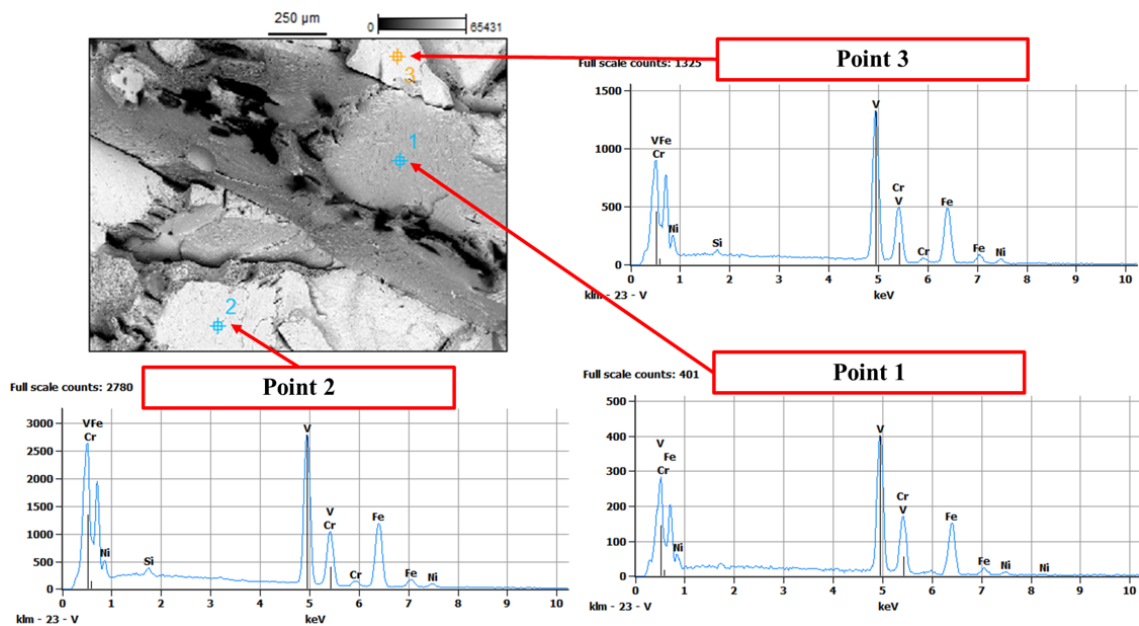 250 µm
0
65431
1
2
3
Point 3
Full scale counts: 1325
1500
1000
500
0
V
VFe
Cr
Cr
V
Fe
Ni
Si
Cr
Fe
Ni
0 1 2 3 4 5 6 7 8 9 10
klm - 23 - V
keV
Point 2
Full scale counts: 2780
3000
2500
2000
1500
1000
500
0
VFe
Cr
V
V
Cr
Fe
Ni
Si
Cr
Fe
Ni
0 1 2 3 4 5 6 7 8 9 10
klm - 23 - V
keV
Point 1
Full scale counts: 401
500
400
300
200
100
0
V
V
Fe
Cr
Cr
V
Fe
Ni
Fe
Ni
Ni
0 1 2 3 4 5 6 7 8 9 10
klm - 23 - V
keV